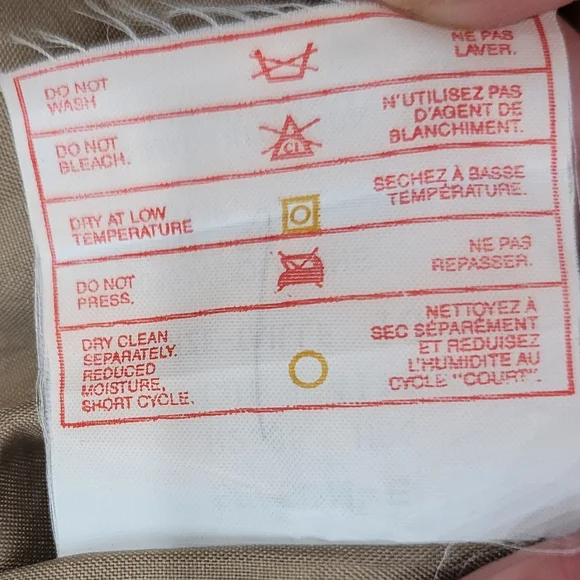 DO NOT
WASH
NE PAS
LAVER.
DO NOT
BLEACH.
CL
N'UTILISEZ PAS
D'AGENT DE
BLANCHIMENT.
DRY AT LOW
TEMPERATURE
SECHEZ À BASSE
TEMPÉRATURE.
DO NOT
PRESS.
NE PAS
REPASSER.
DRY CLEAN
SEPARATELY.
REDUCED
MOISTURE,
SHORT CYCLE.
NETTOYEZ À
SEC SÉPARÉMENT
ET REDUISEZ
L'HUMIDITE AU
CYCLE "COURT".